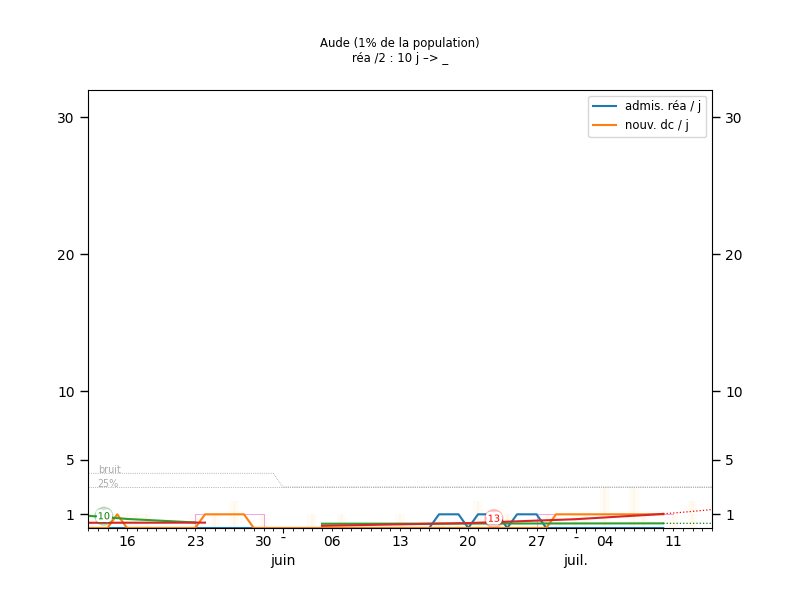 Aude (1% de la population)
réa /2 : 10 j –> _
admis. réa / j
nouv. dc / j
30 30
20 20
10 10
5 5
bruit
25%
1 10 13 1
16 23 30 - 06 13 20 27 - 04 11
juin juil.